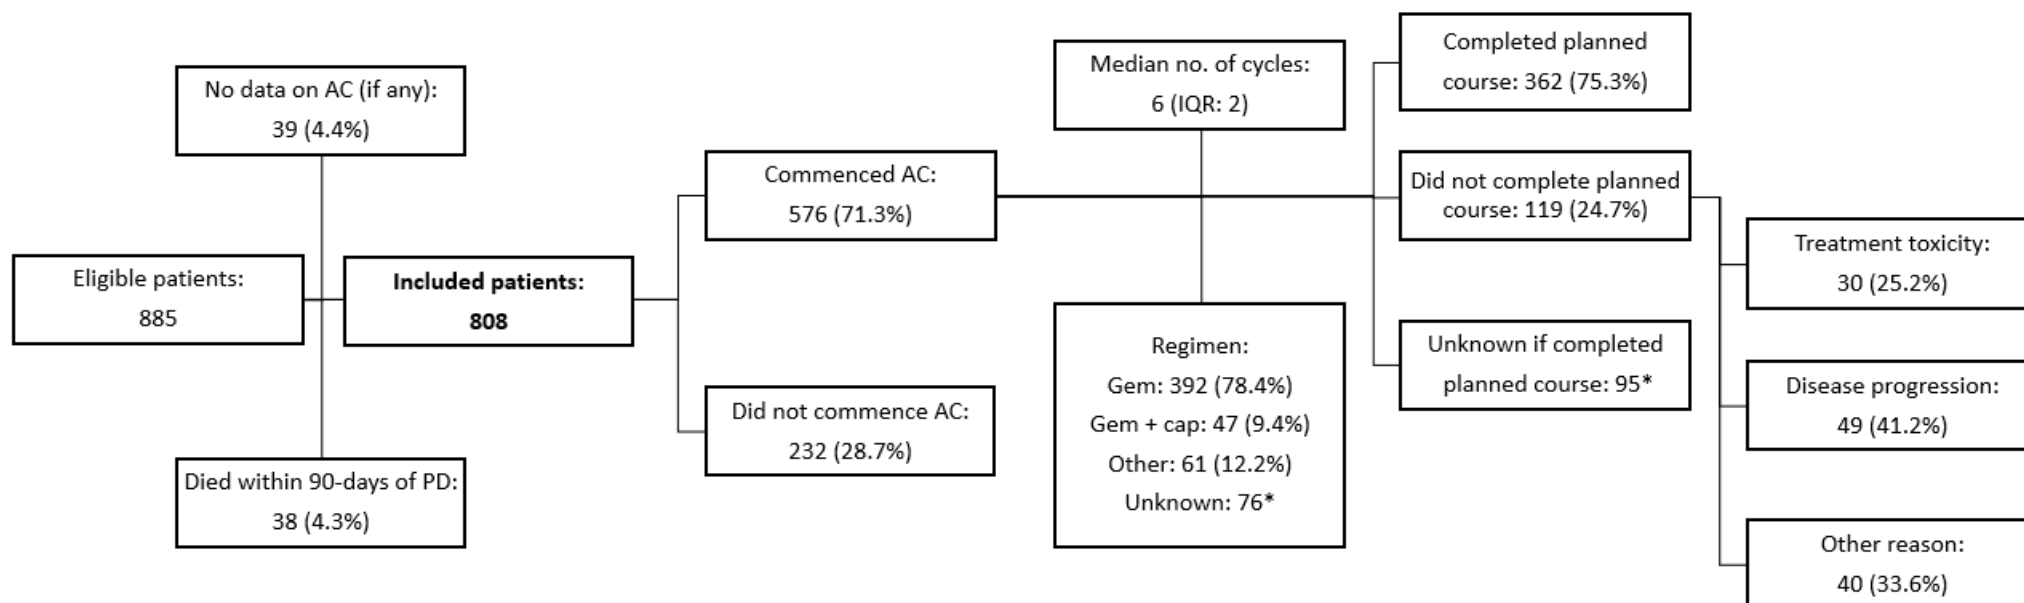 No data on AC (if any):
39 (4.4%)
Eligible patients:
885
Included patients:
808
Died within 90-days of PD:
38 (4.3%)
Commenced AC:
576 (71.3%)
Did not commence AC:
232 (28.7%)
Median no. of cycles:
6 (IQR: 2)
Regimen:
Gem: 392 (78.4%)
Gem + cap: 47 (9.4%)
Other: 61 (12.2%)
Unknown: 76*
Completed planned
course: 362 (75.3%)
Did not complete planned
course: 119 (24.7%)
Unknown if completed
planned course: 95*
Treatment toxicity:
30 (25.2%)
Disease progression:
49 (41.2%)
Other reason:
40 (33.6%)